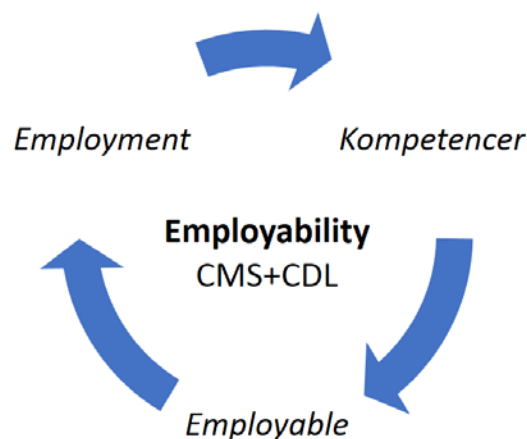 Employment
Kompetencer
Employability
CMS+CDL
Employable